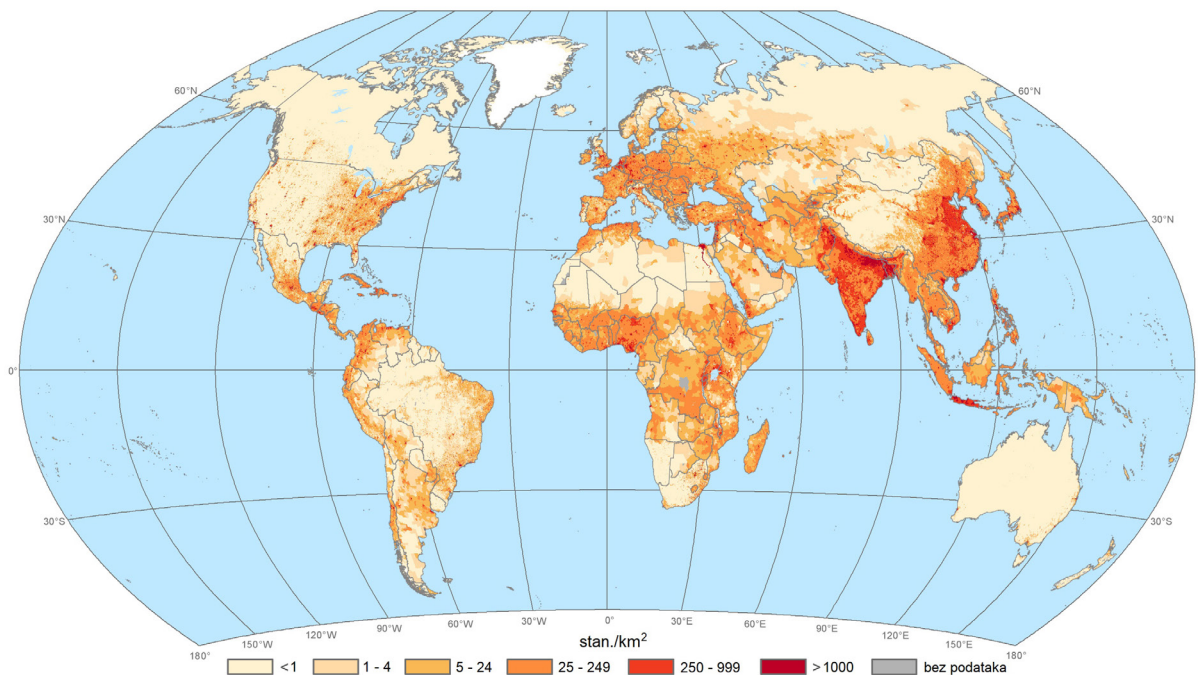 60°N
60°N
30°N
30°N
0°
0°
30°S
30°S
180°
150°W
120°W
90°W
60°W
30°W
0°
30°E
60°E
90°E
120°E
150°E
180°
stan./km²
<1
1 - 4
5 - 24
25 - 249
250 - 999
>1000
bez podataka